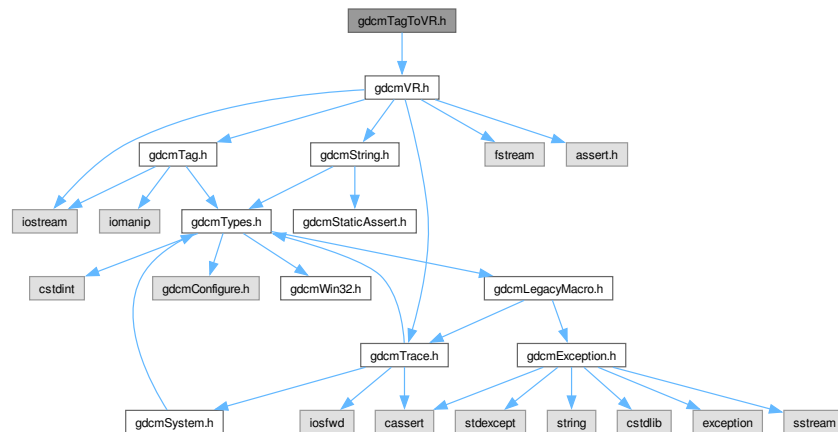 gdcmTagToVR.h
gdcmVR.h
gdcmTag.h
gdcmString.h
fstream
assert.h
iostream
iomanip
gdcmTypes.h
gdcmStaticAssert.h
cstdint
gdcmConfigure.h
gdcmWin32.h
gdcmLegacyMacro.h
gdcmTrace.h
gdcmException.h
gdcmSystem.h
iosfwd
cassert
stdexcept
string
cstdlib
exception
sstream